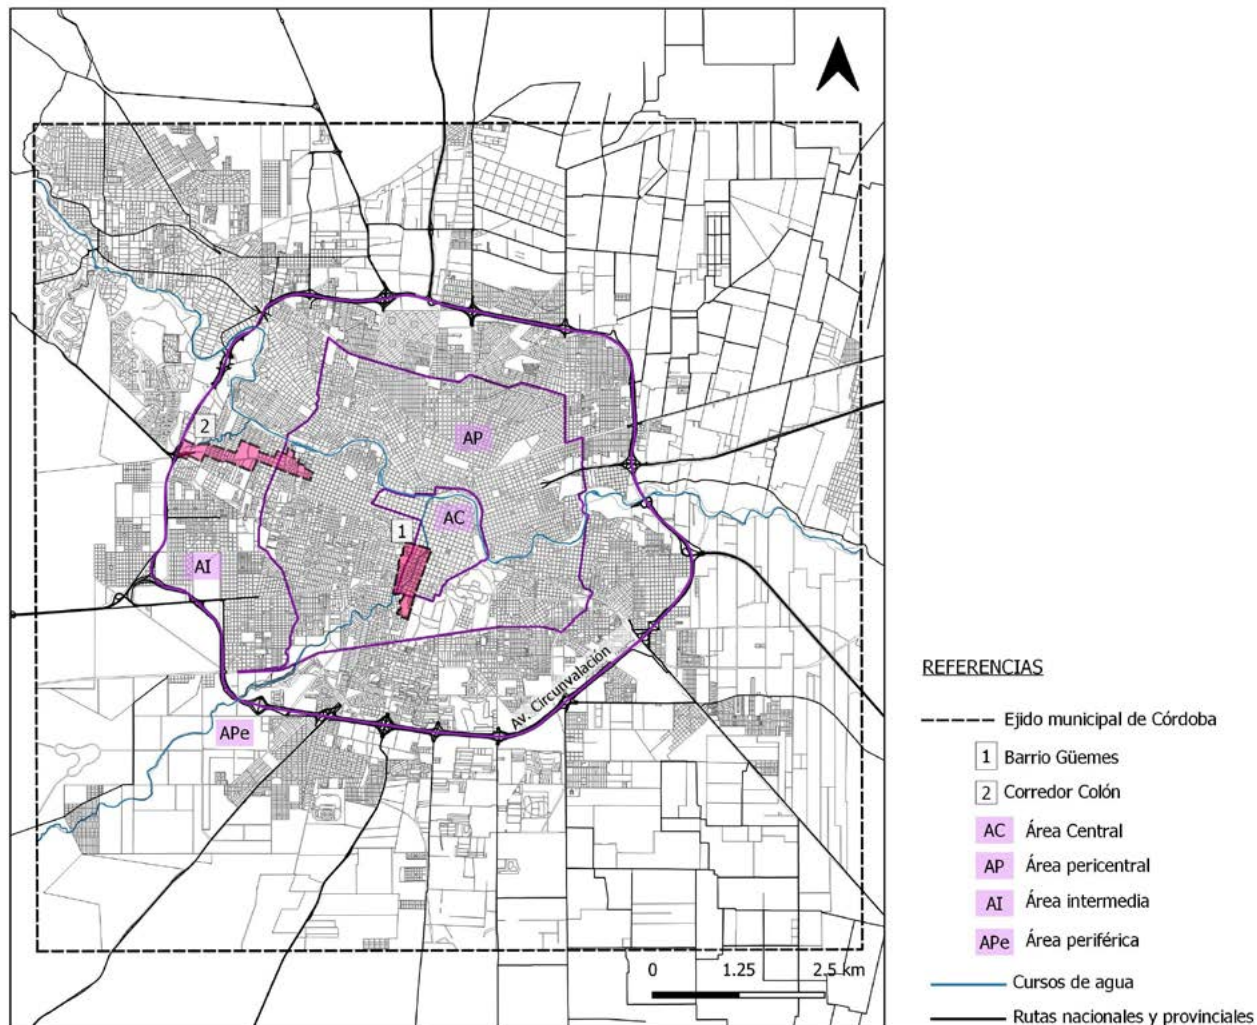 2
AP
AC
1
AI
Av. Circunvalación
APe
0 1.25 2.5 km
REFERENCIAS
Ejido municipal de Córdoba
1 Barrio Güemes
2 Corredor Colón
AC Área Central
AP Área pericentral
AI Área intermedia
APe Área periférica
Cursos de agua
Rutas nacionales y provinciales